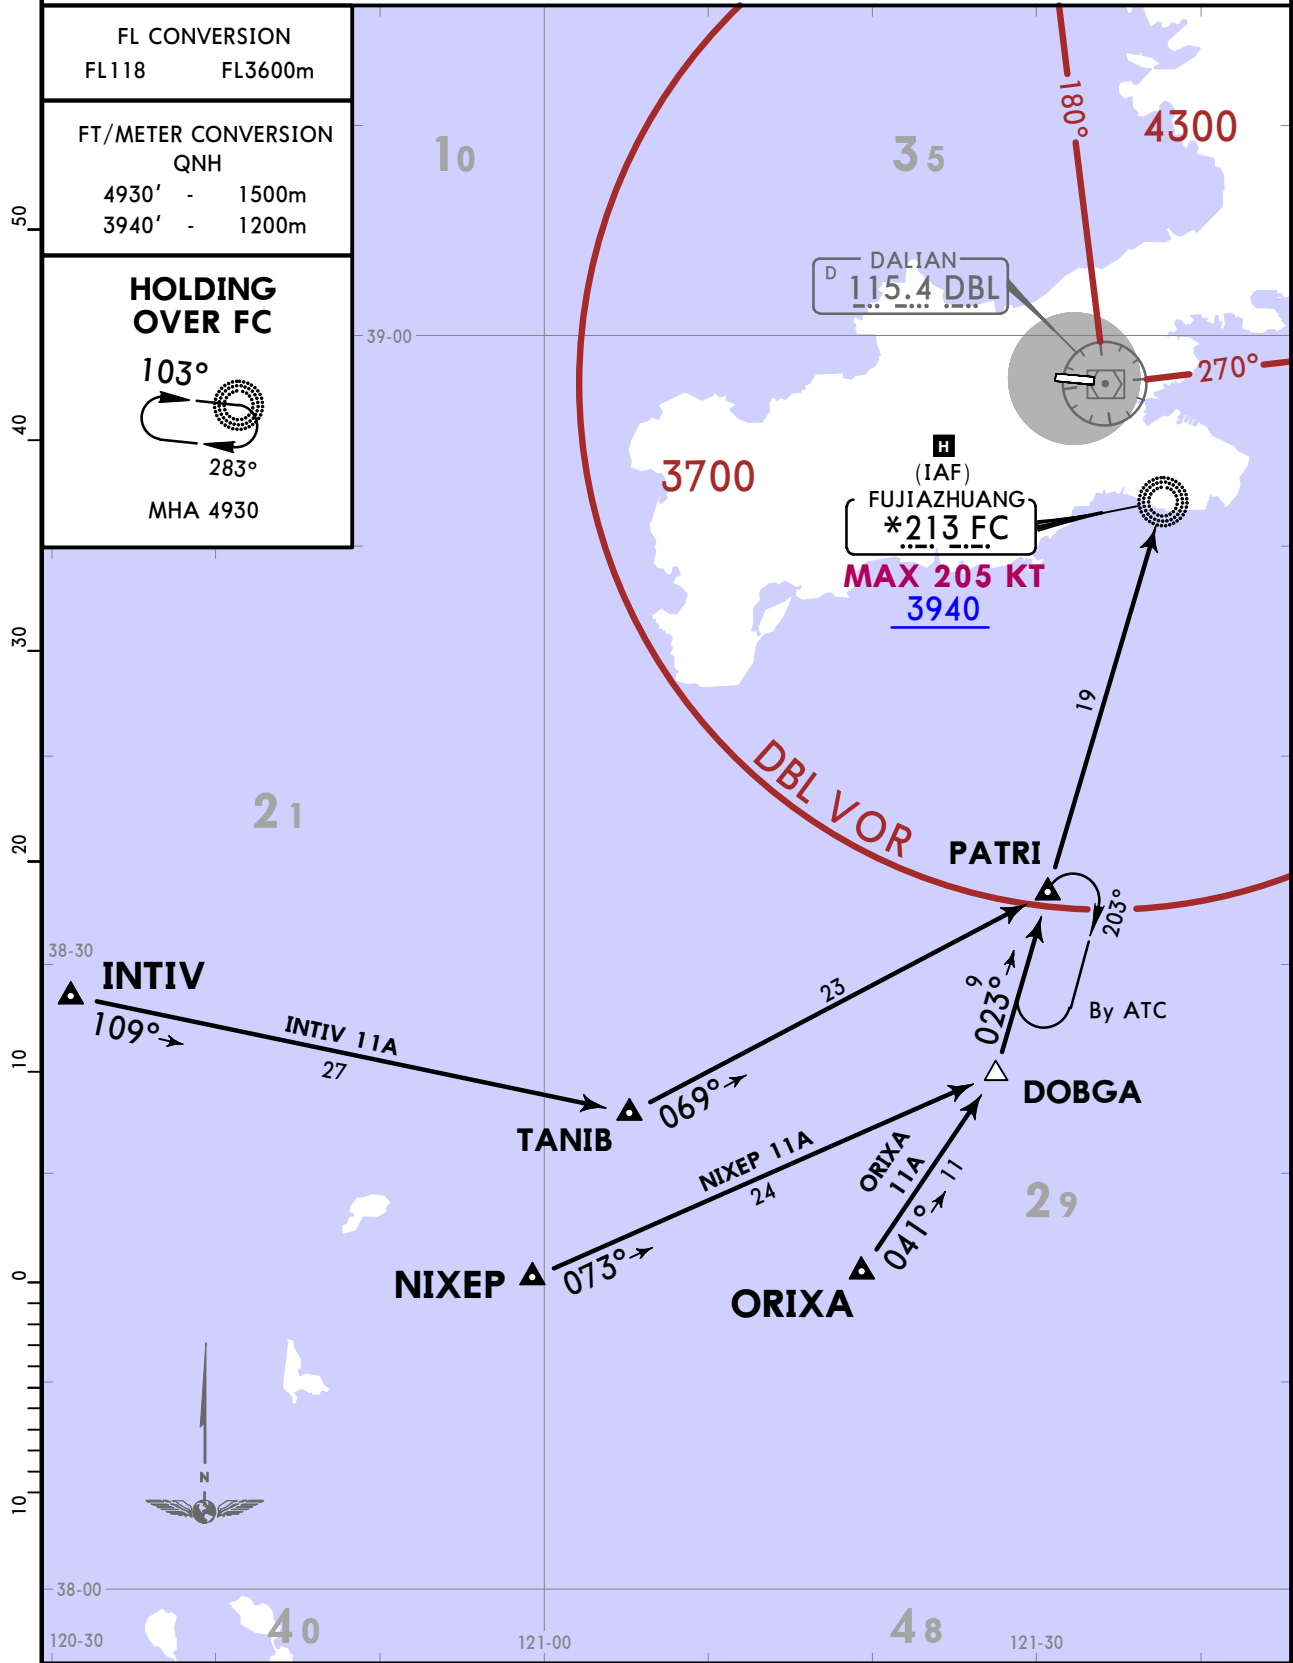 FL CONVERSION
FL118 FL3600m
FT/METER CONVERSION
QNH
4930' - 1500m
3940' - 1200m
HOLDING
OVER FC
103°
283°
MHA 4930
10
35
180°
4300
50
D DALIAN
115.4 DBL
39-00
270°
40
H
(IAF)
FUJIAZHUANG
*213 FC
MAX 205 KT
3940
3700
30
19
DBL VOR
21
20
PATRI
203°
38-30
INTIV
109°
INTIV 11A
27
23
9
023°
By ATC
10
TANIB
069°
DOBGA
NIXEP 11A
24
ORIXA
11A
11
29
041°
0
NIXEP
073°
ORIXA
N
10
38-00
40
48
120-30
121-00
121-30